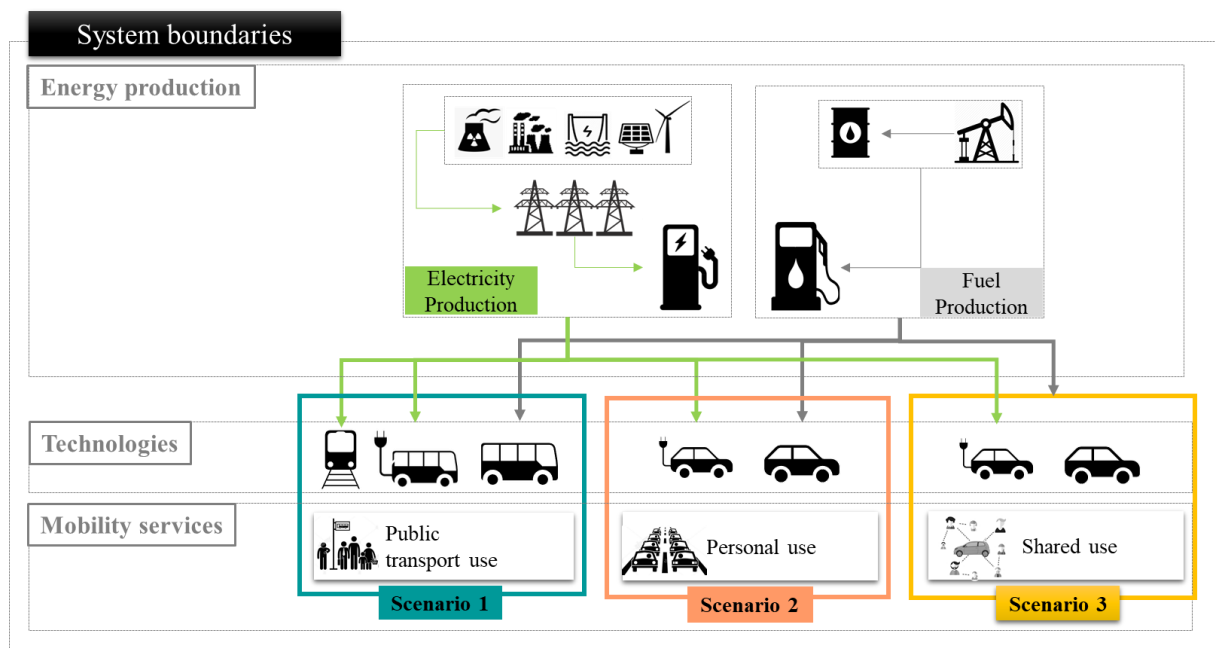 System boundaries
Energy production
Electricity
Production
Fuel
Production
Technologies
Mobility services
Public
transport use
Personal use
Shared use
Scenario 1
Scenario 2
Scenario 3